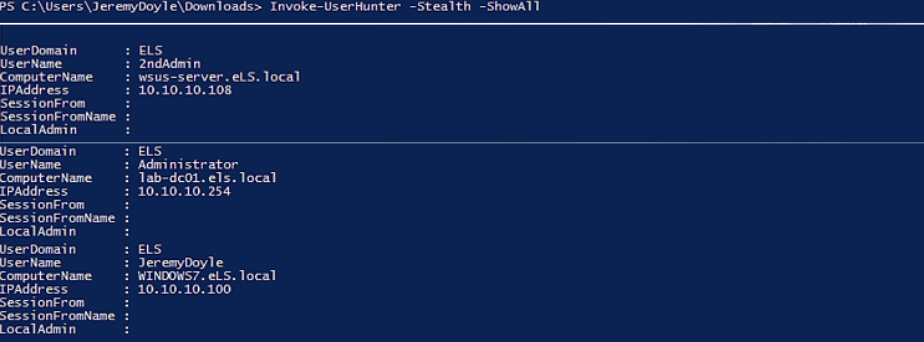 PS C:\Users\JeremyDoyle\Downloads> Invoke-UserHunter -Stealth -ShowAll
UserDomain : ELS
UserName : 2ndAdmin
ComputerName : wsus-server.eLS.local
IPAddress : 10.10.10.108
SessionFrom :
SessionFromName :
LocalAdmin :
UserDomain : ELS
UserName : Administrator
ComputerName : lab-dc01.els.local
IPAddress : 10.10.10.254
SessionFrom :
SessionFromName :
LocalAdmin :
UserDomain : ELS
UserName : JeremyDoyle
ComputerName : WINDOWS7.eLS.local
IPAddress : 10.10.10.100
SessionFrom :
SessionFromName :
LocalAdmin :